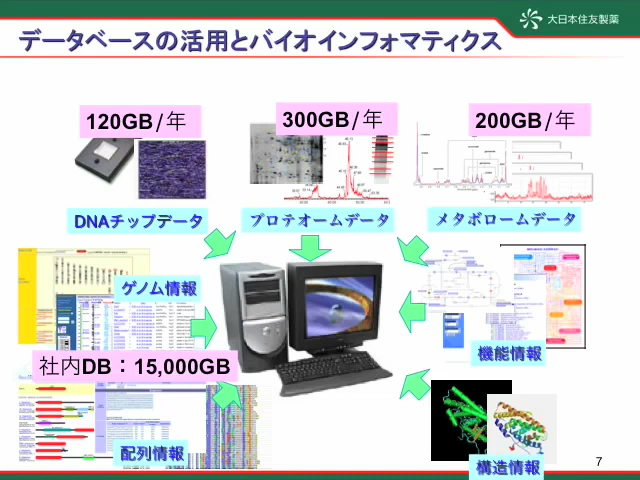 大日本住友製薬
データベースの活用とバイオインフォマティクス
120GB/年
300GB/年
200GB/年
DNAチップデータ
プロテオームデータ
メタボロームデータ
ゲノム情報
機能情報
社内DB：15,000GB
配列情報
構造情報
7